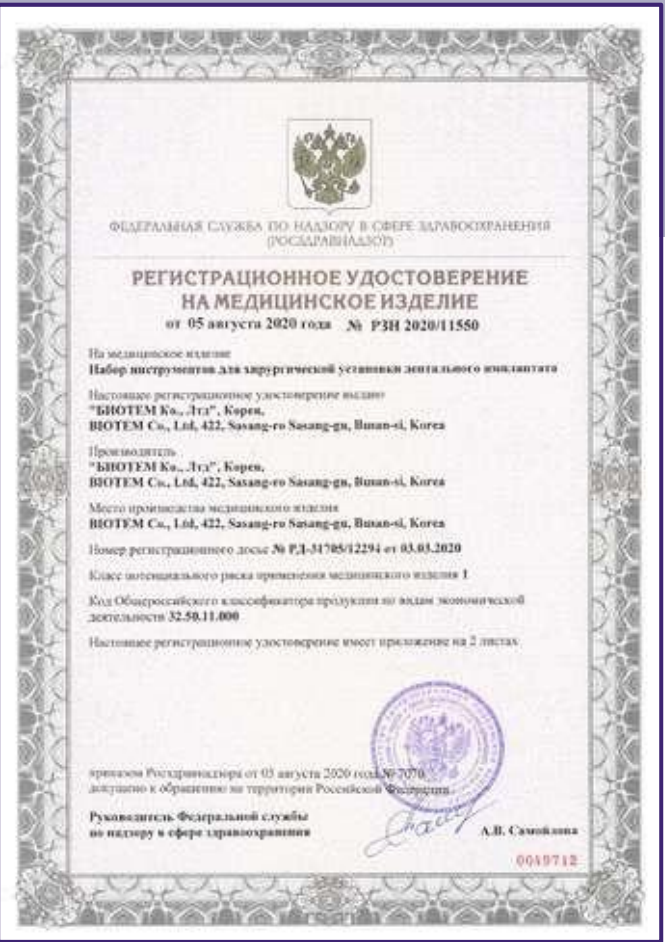 ФЕДЕРАЛЬНАЯ СЛУЖБА ПО НАДЗОРУ В СФЕРЕ ЗДРАВООХРАНЕНИЯ
(РОСЗДРАВНАДЗОР)
РЕГИСТРАЦИОННОЕ УДОСТОВЕРЕНИЕ
НА МЕДИЦИНСКОЕ ИЗДЕЛИЕ
от 05 августа 2020 года № РЗН 2020/11550
На медицинское изделие
Набор инструментов для хирургической установки дентального имплантата
Настоящее регистрационное удостоверение выдано
"БИОТЕМ Ко., Лтд", Корея,
BIOTEM Co., Ltd, 422, Sasang-ro Sasang-gu, Busan-si, Korea
Производитель
"БИОТЕМ Ко., Лтд", Корея,
BIOTEM Co., Ltd, 422, Sasang-ro Sasang-gu, Busan-si, Korea
Место производства медицинского изделия
BIOTEM Co., Ltd, 422, Sasang-ro Sasang-gu, Busan-si, Korea
Номер регистрационного досье № РД-31705/12294 от 03.03.2020
Класс потенциального риска применения медицинского изделия 1
Код Общероссийского классификатора продукции по видам экономической
деятельности 32.50.11.000
Настоящее регистрационное удостоверение имеет приложение на 2 листах
приказом Росздравнадзора от 05 августа 2020 года № 7070
допущено к обращению на территории Российской Федерации.
Руководитель Федеральной службы
по надзору в сфере здравоохранения
А.В. Самойлова
0049712